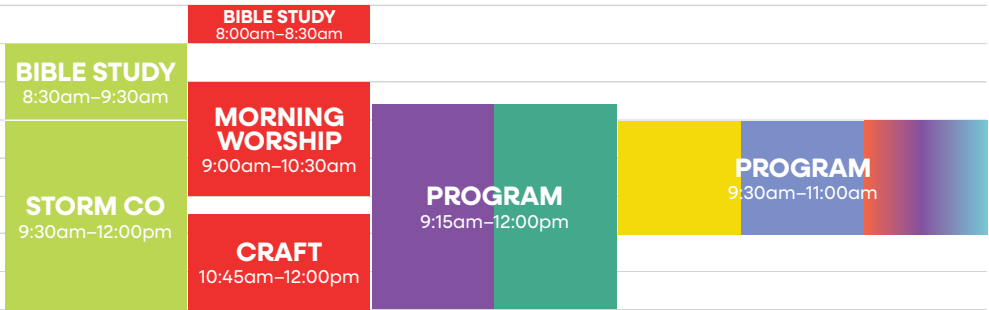 BIBLE STUDY
8:30am–9:30am
STORM CO
9:30am–12:00pm
BIBLE STUDY
8:00am–8:30am
MORNING
WORSHIP
9:00am–10:30am
CRAFT
10:45am–12:00pm
PROGRAM
9:15am–12:00pm
PROGRAM
9:30am–11:00am